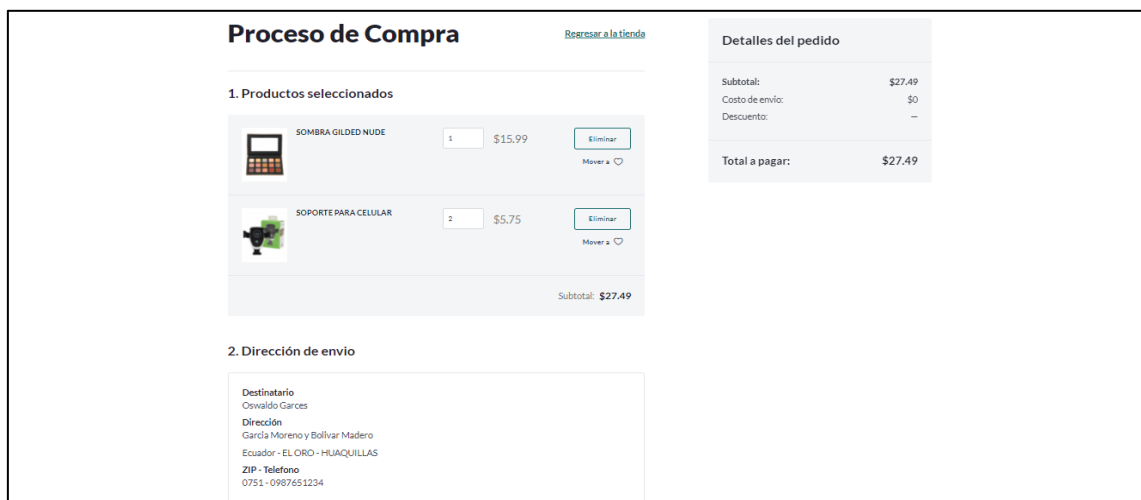 Proceso de Compra
Regresar a la tienda
1. Productos seleccionados
SOMBRA GILDED NUDE
1
$15.99
Eliminar
Mover a
SOPORTE PARA CELULAR
2
$5.75
Eliminar
Mover a
Subtotal: $27.49
2. Dirección de envio
Destinatario
Oswaldo Garces
Dirección
Garcia Moreno y Bolivar Madero
Ecuador - EL ORO - HUAQUILLAS
ZIP - Telefono
0751 - 0987651234
Detalles del pedido
Subtotal: $27.49
Costo de envio: $0
Descuento: —
Total a pagar: $27.49